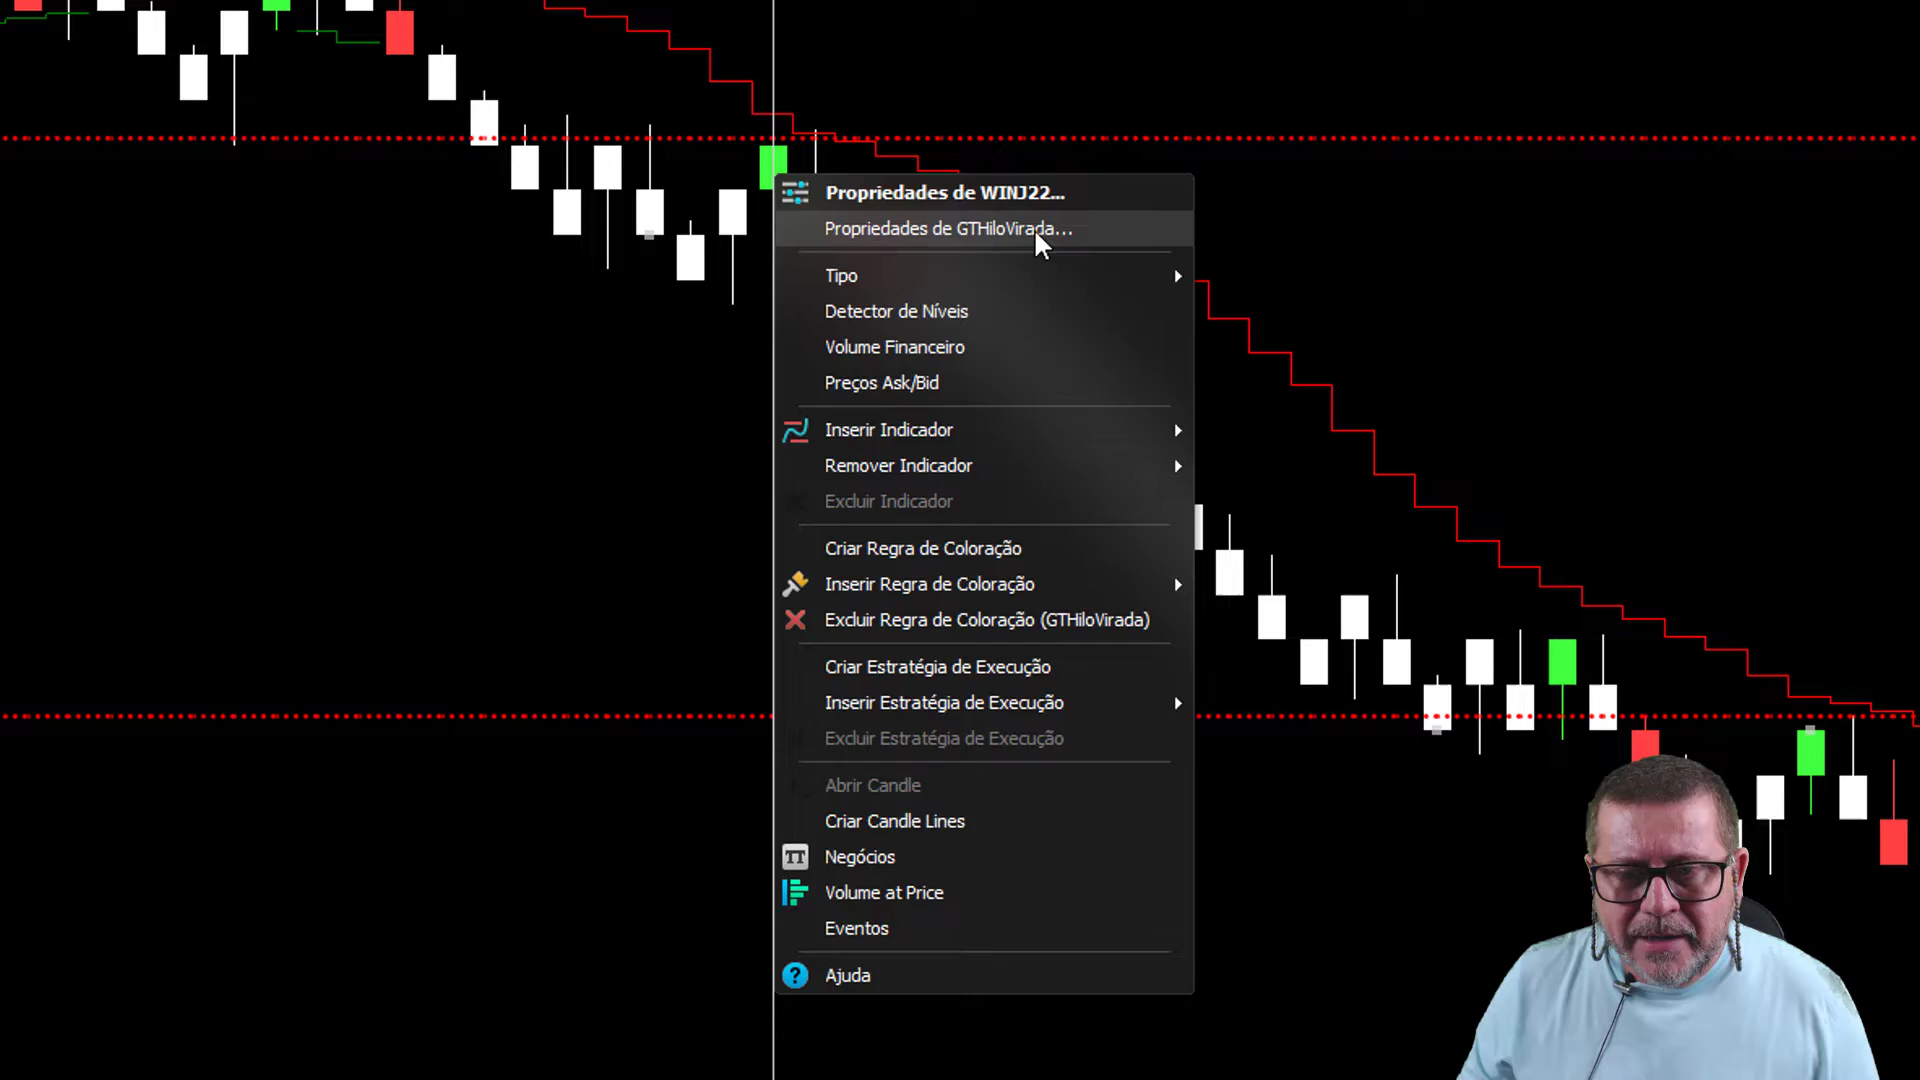 Propriedades de WINJ22...
Propriedades de GTHiloVirada...
Tipo
Detector de Níveis
Volume Financeiro
Preços Ask/Bid
Inserir Indicador
Remover Indicador
Excluir Indicador
Criar Regra de Coloração
Inserir Regra de Coloração
Excluir Regra de Coloração (GTHiloVirada)
Criar Estratégia de Execução
Inserir Estratégia de Execução
Excluir Estratégia de Execução
Abrir Candle
Criar Candle Lines
Negócios
Volume at Price
Eventos
Ajuda